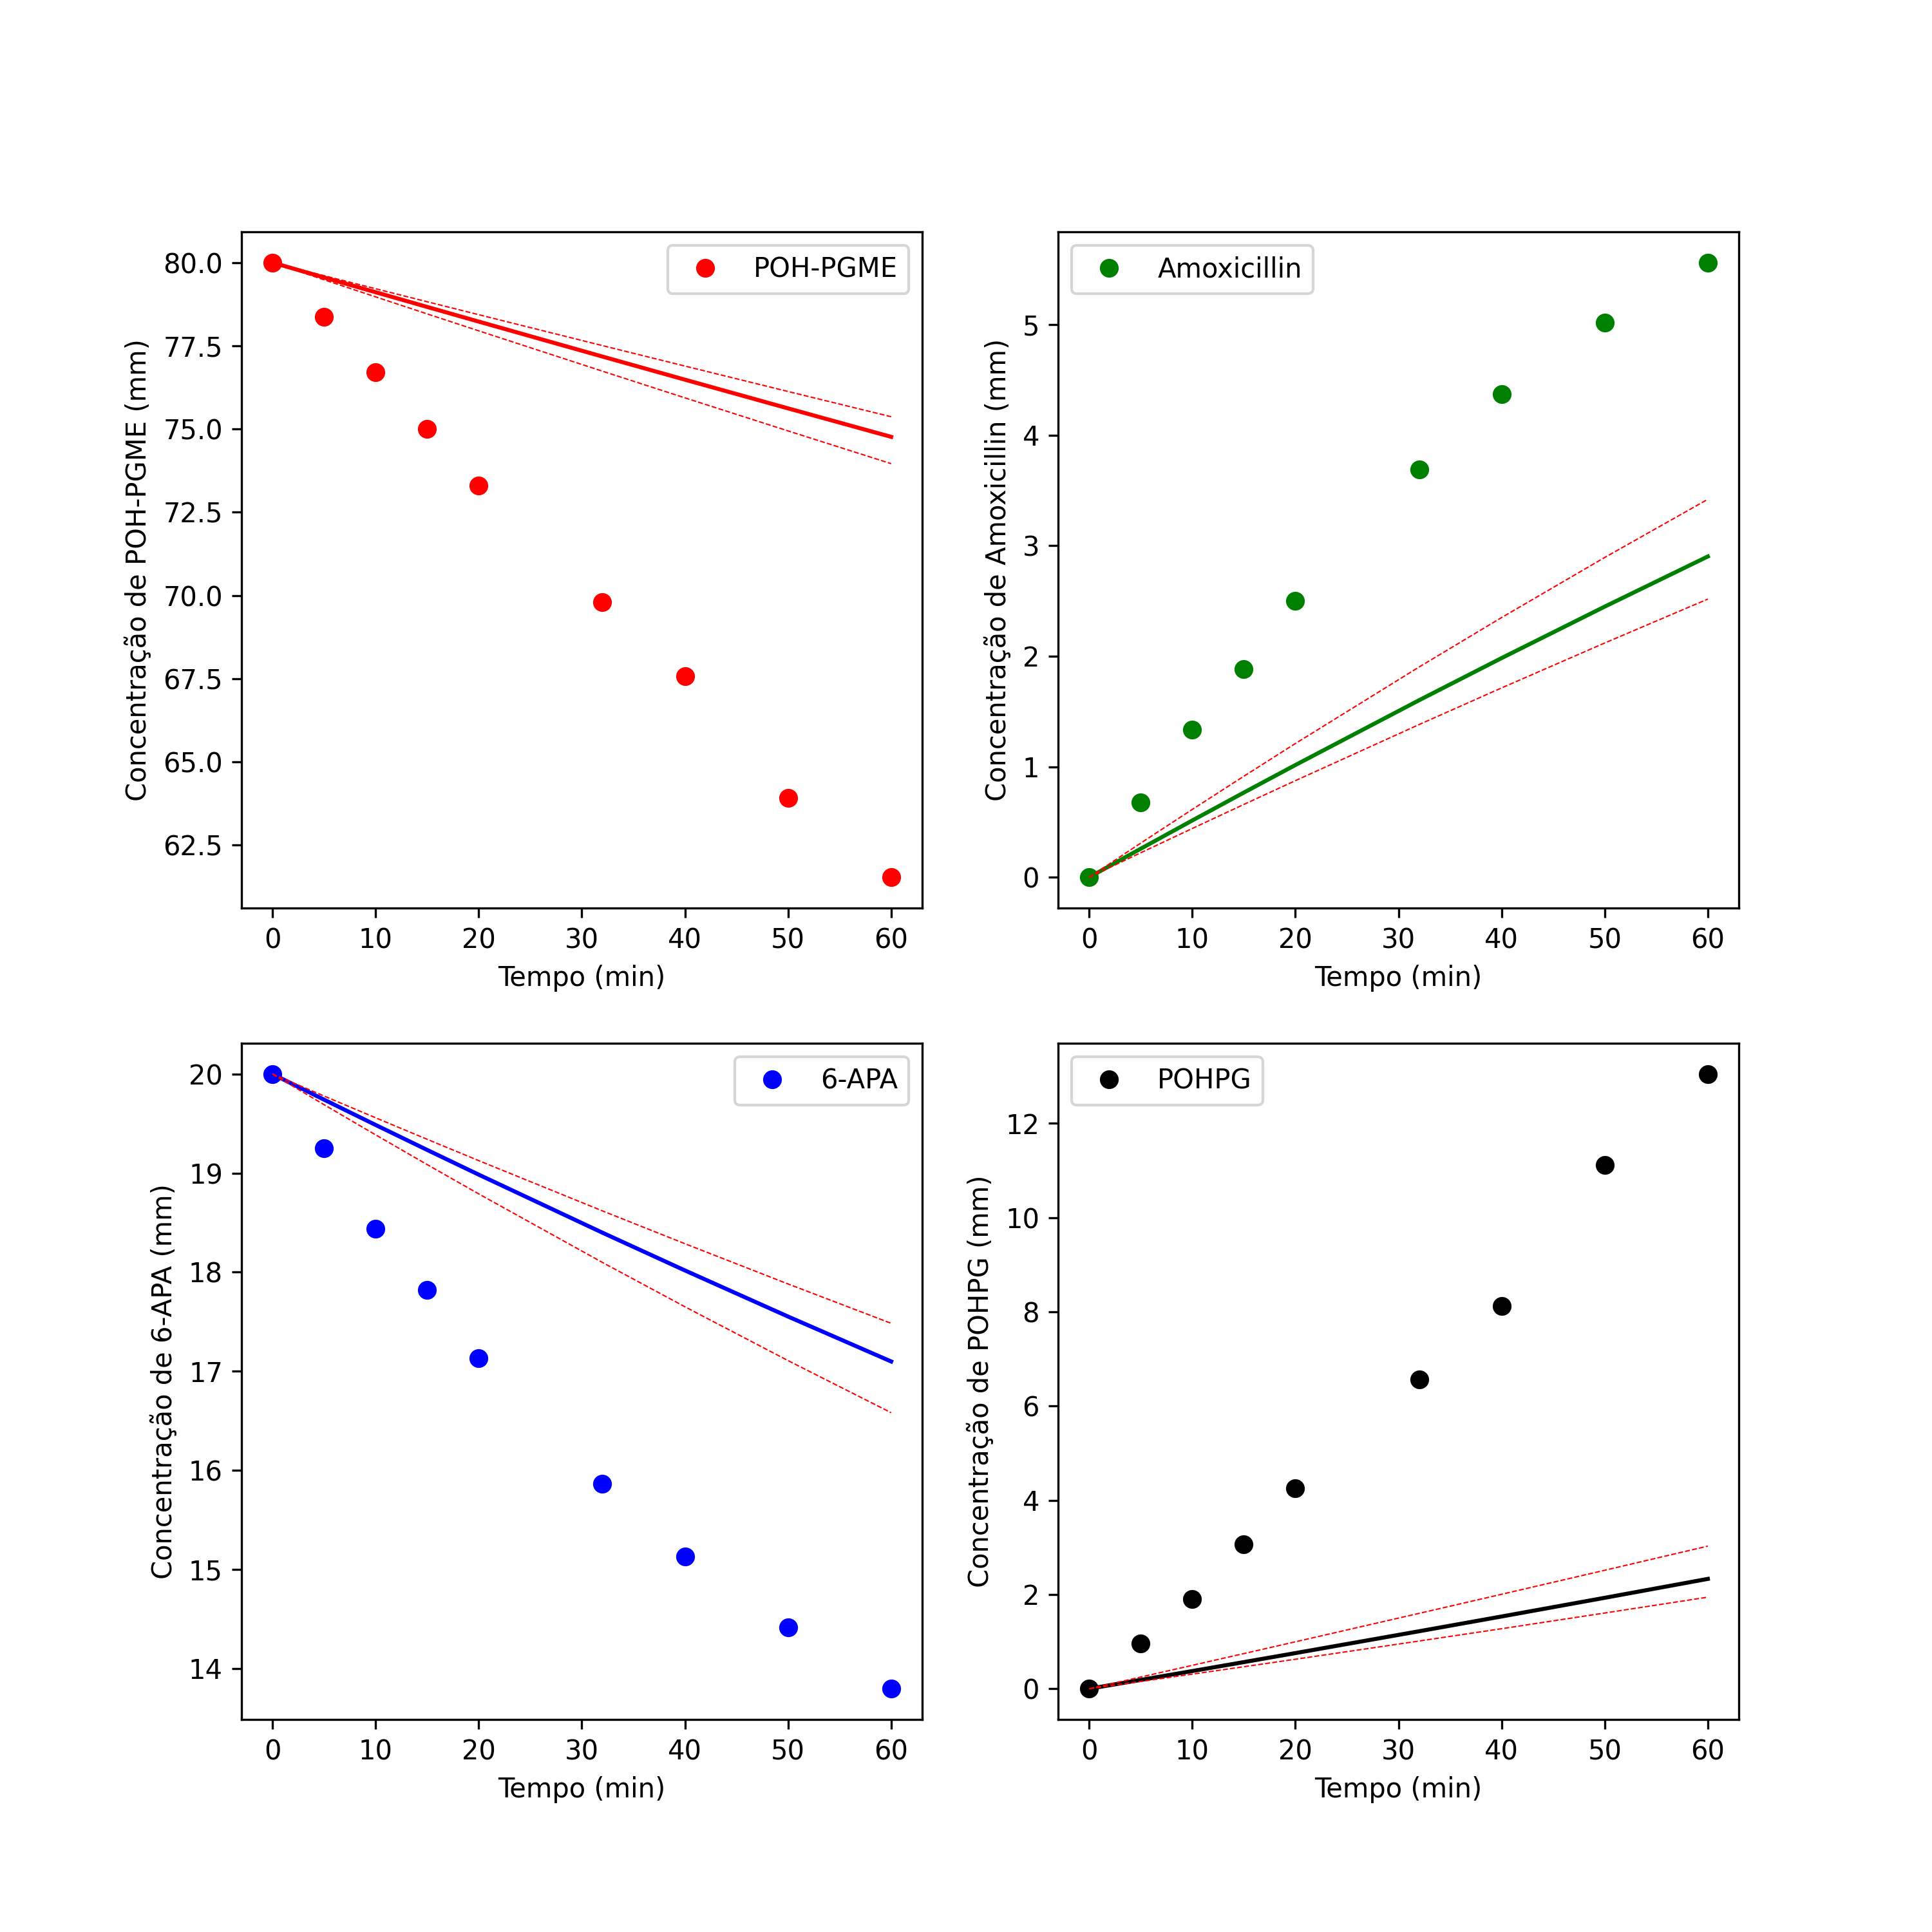 POH-PGME
Concentração de POH-PGME (mm)
80.0
77.5
75.0
72.5
70.0
67.5
65.0
62.5
0 10 20 30 40 50 60
Tempo (min)
Amoxicillin
Concentração de Amoxicillin (mm)
5
4
3
2
1
0
0 10 20 30 40 50 60
Tempo (min)
6-APA
Concentração de 6-APA (mm)
20
19
18
17
16
15
14
0 10 20 30 40 50 60
Tempo (min)
POHPG
Concentração de POHPG (mm)
12
10
8
6
4
2
0
0 10 20 30 40 50 60
Tempo (min)